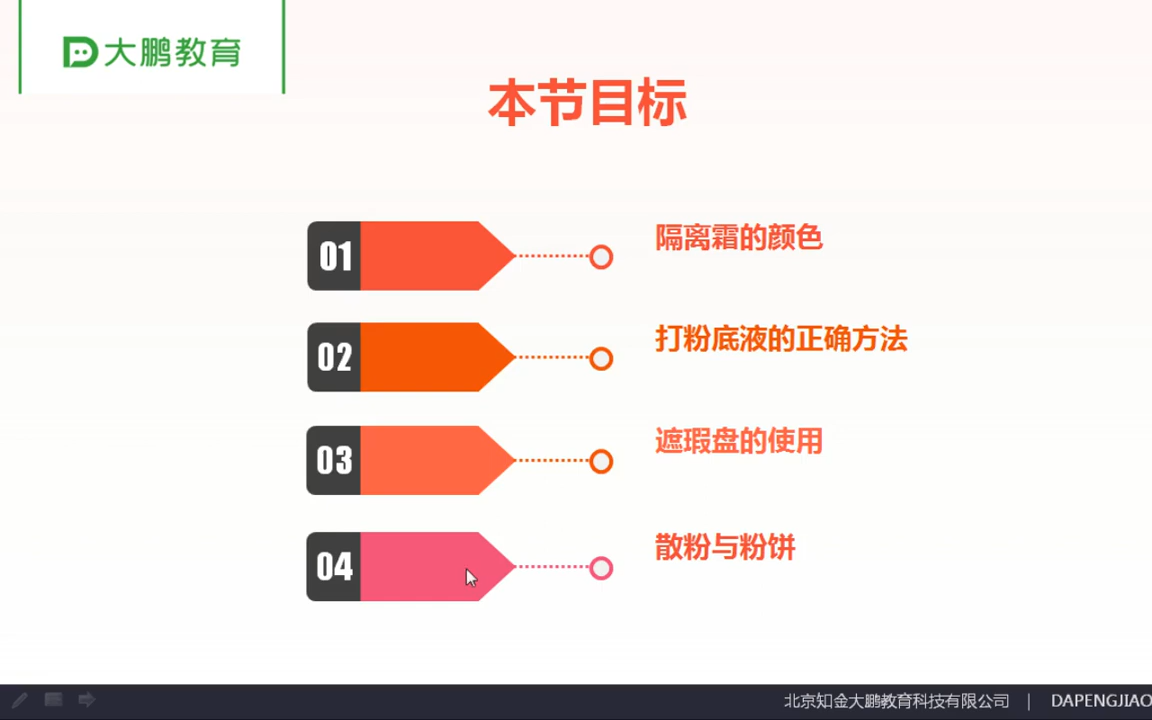 大鹏教育
本节目标
01
隔离霜的颜色
02
打粉底液的正确方法
03
遮瑕盘的使用
04
散粉与粉饼
北京知金大鹏教育科技有限公司 | DAPENGJIAO